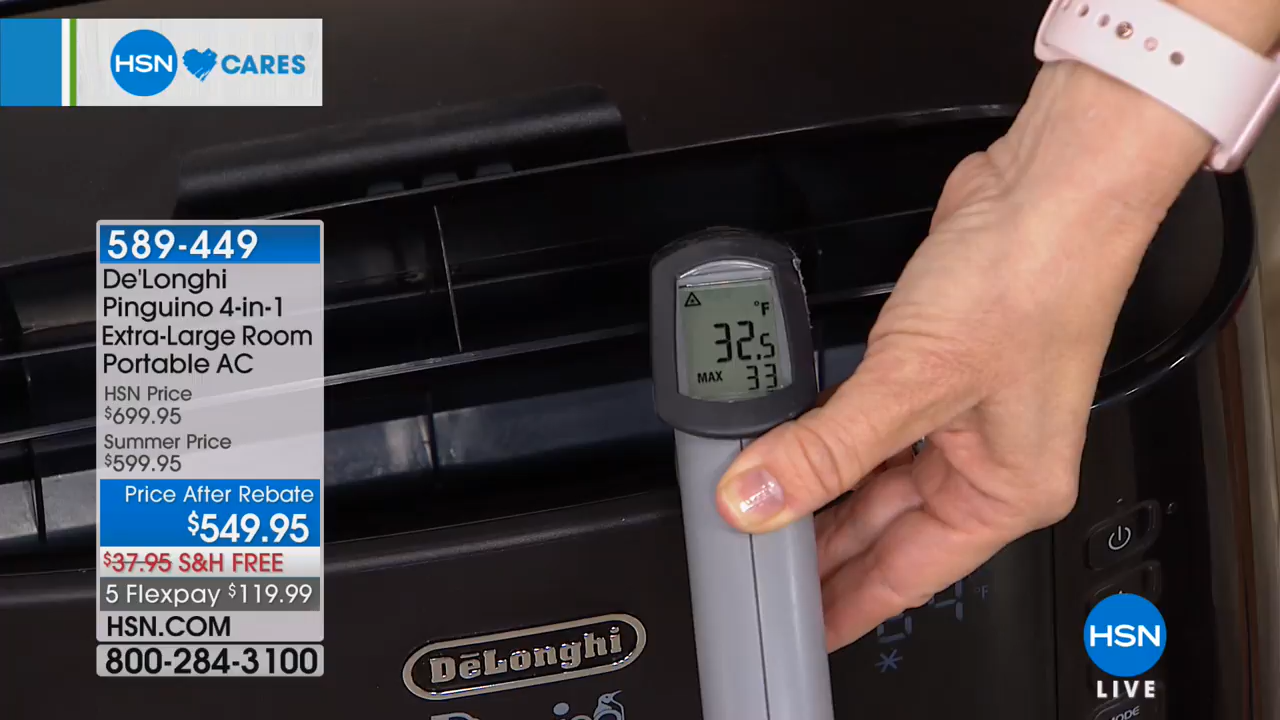 HSN CARES
589-449
De'Longhi
Pinguino 4-in-1
Extra-Large Room
Portable AC
HSN Price
$699.95
Summer Price
$599.95
Price After Rebate
$549.95
$37.95 S&H FREE
5 Flexpay $119.99
HSN.COM
800-284-3100
°F
32.5
MAX 33
DeLonghi
°F
HSN
LIVE
MODE